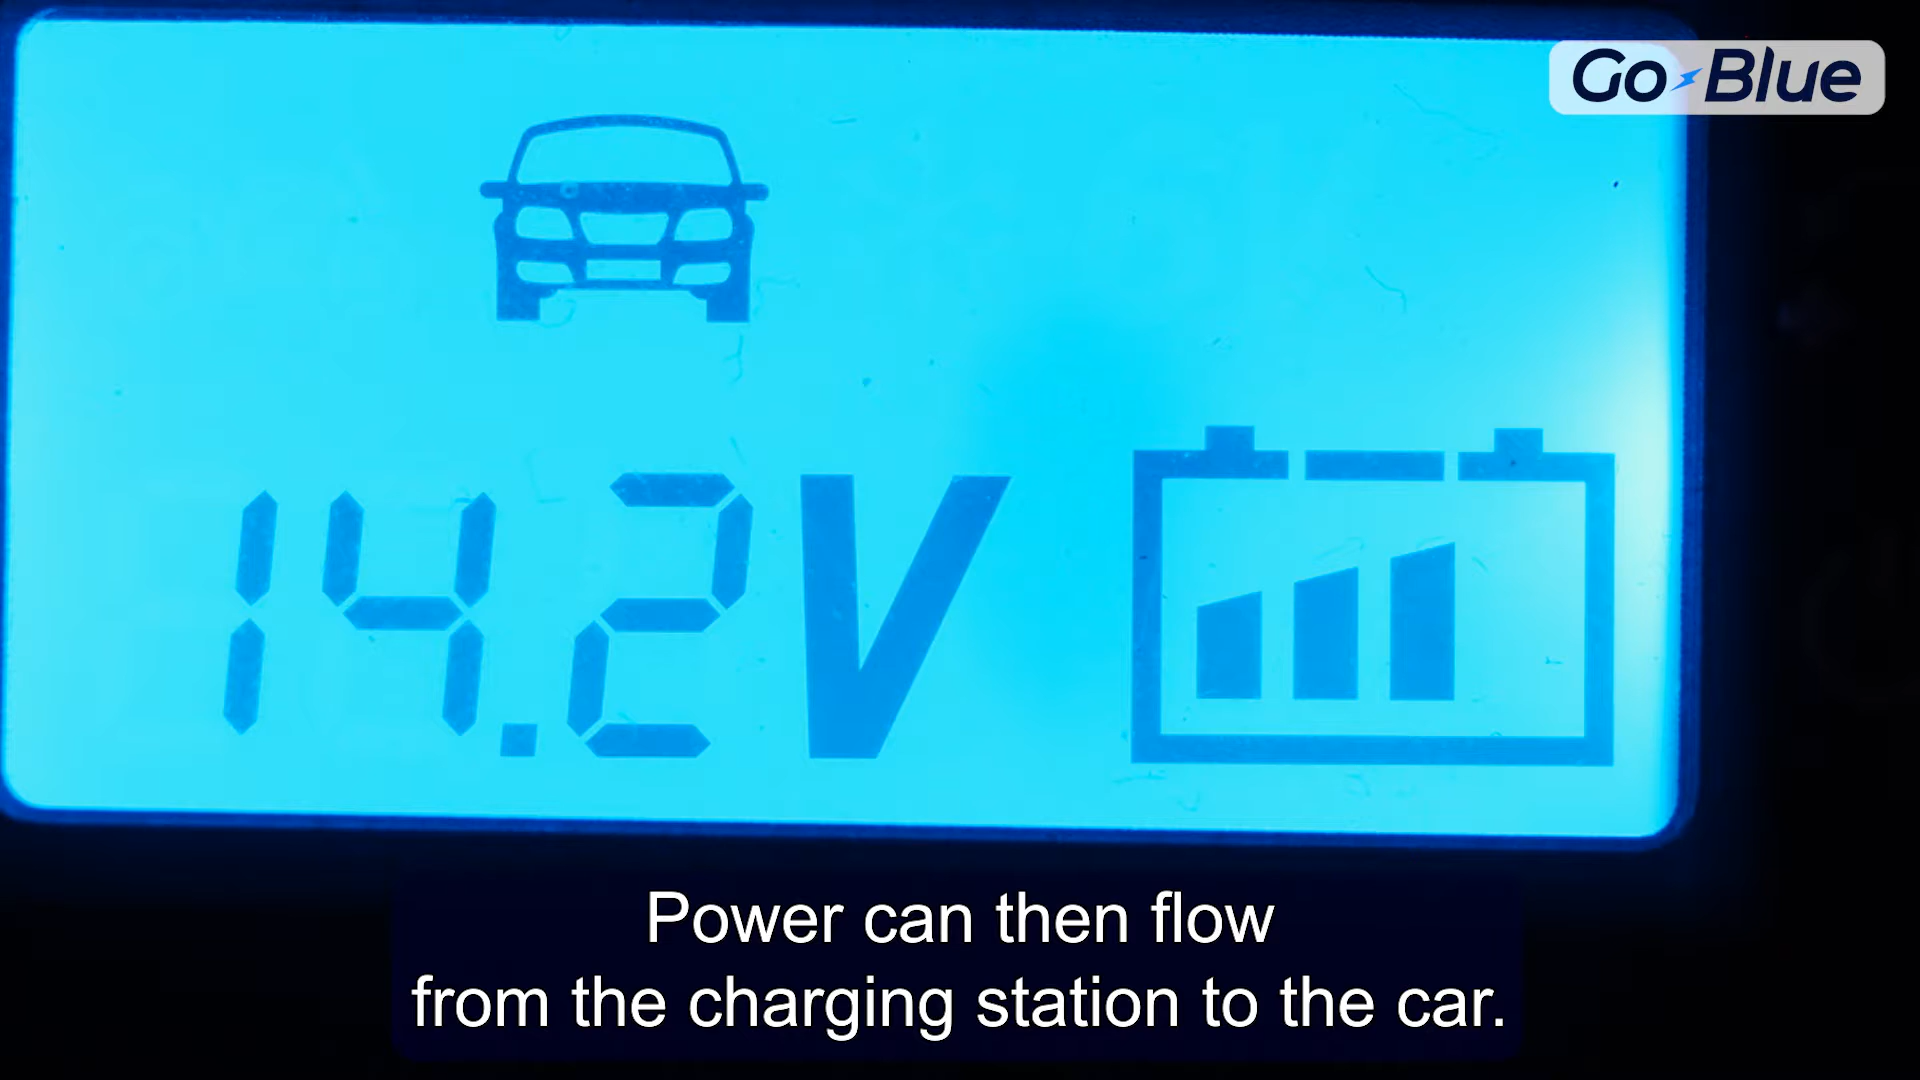 Go Blue
14.2V
Power can then flow
from the charging station to the car.